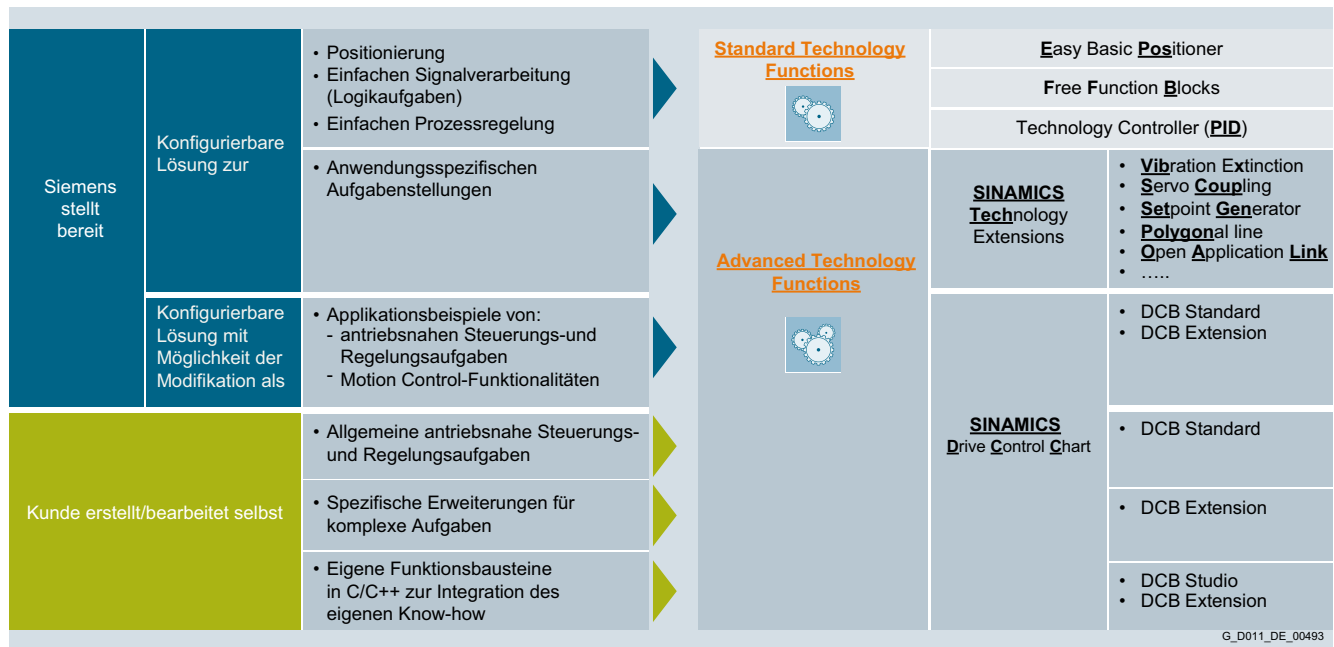 Siemens
stellt
bereit
Konfigurierbare
Lösung zur
• Positionierung
• Einfachen Signalverarbeitung
(Logikaufgaben)
• Einfachen Prozessregelung
• Anwendungsspezifischen
Aufgabenstellungen
Konfigurierbare
Lösung mit
Möglichkeit der
Modifikation als
• Applikationsbeispiele von:
- antriebsnahen Steuerungs-und
Regelungsaufgaben
- Motion Control-Funktionalitäten
Kunde erstellt/bearbeitet selbst
• Allgemeine antriebsnahe Steuerungs-
und Regelungsaufgaben
• Spezifische Erweiterungen für
komplexe Aufgaben
• Eigene Funktionsbausteine
in C/C++ zur Integration des
eigenen Know-how
Standard Technology
Functions
Easy Basic Positioner
Free Function Blocks
Technology Controller (PID)
Advanced Technology
Functions
SINAMICS
Technology
Extensions
• Vibration Extinction
• Servo Coupling
• Setpoint Generator
• Polygonal line
• Open Application Link
• .....
SINAMICS
Drive Control Chart
• DCB Standard
• DCB Extension
• DCB Standard
• DCB Extension
• DCB Studio
• DCB Extension
G_D011_DE_00493